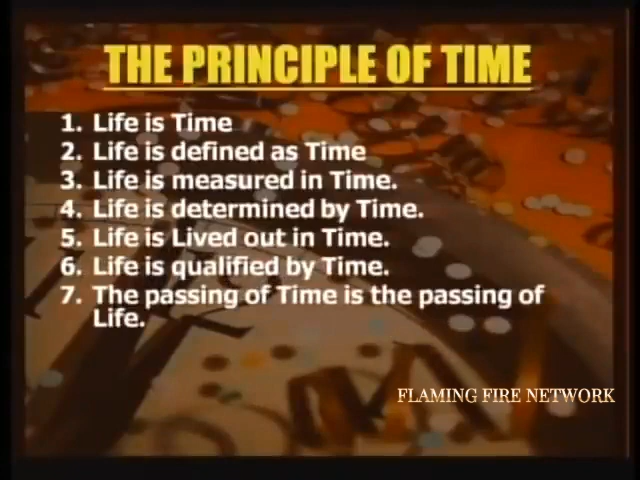 THE PRINCIPLE OF TIME
1. Life is Time
2. Life is defined as Time
3. Life is measured in Time.
4. Life is determined by Time.
5. Life is Lived out in Time.
6. Life is qualified by Time.
7. The passing of Time is the passing of
Life.
FLAMING FIRE NETWORK